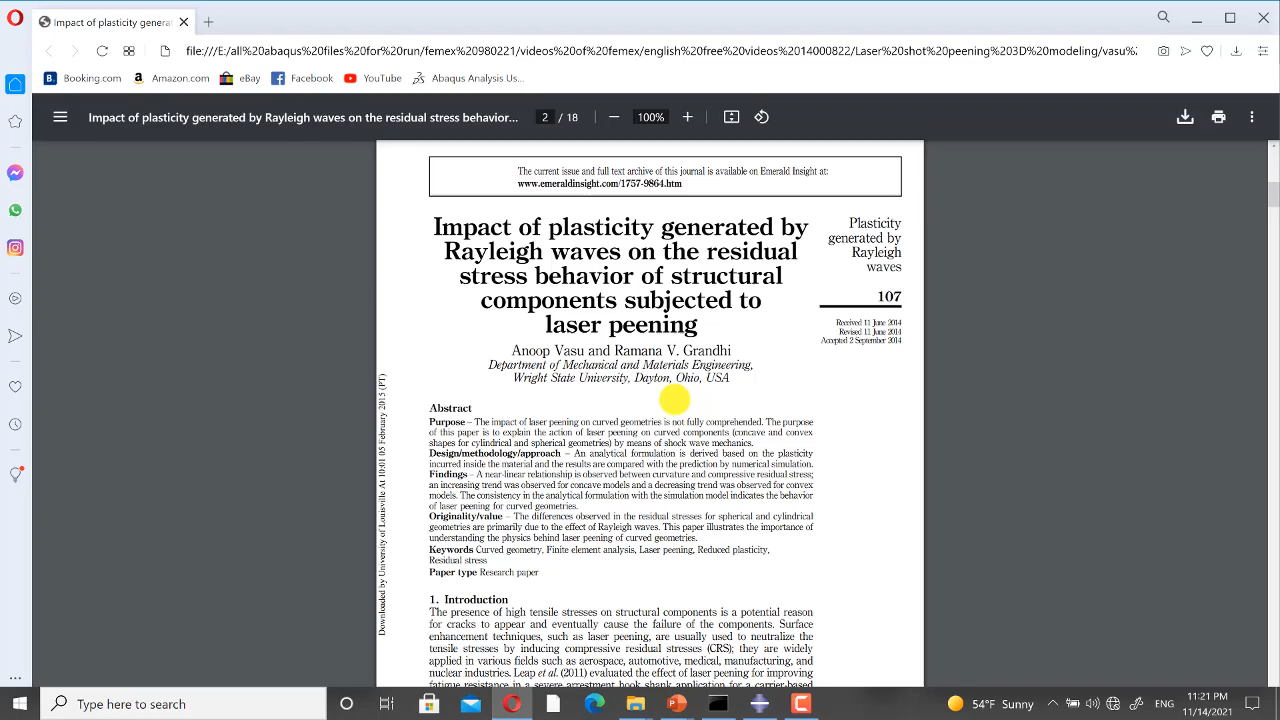 Impact of plasticity genera
file:///E:/all%20abaqus%20files%20for%20run/femex%20980221/videos%20of%20femex/english%20free%20videos%2014000822/Laser%20shot%20peening%203D%20modeling/vasu%
Booking.com
Amazon.com
eBay
Facebook
YouTube
Abaqus Analysis Us...
Impact of plasticity generated by Rayleigh waves on the residual stress behavior...
2 / 18
100%
The current issue and full text archive of this journal is available on Emerald Insight at:
www.emeraldinsight.com/1757-9864.htm
Impact of plasticity generated by
Rayleigh waves on the residual
stress behavior of structural
components subjected to
laser peening
Plasticity
generated by
Rayleigh
waves
107
Received 11 June 2014
Revised 11 June 2014
Accepted 2 September 2014
Anoop Vasu and Ramana V. Grandhi
Department of Mechanical and Materials Engineering,
Wright State University, Dayton, Ohio, USA
Abstract
Purpose – The impact of laser peening on curved geometries is not fully comprehended. The purpose
of this paper is to explain the action of laser peening on curved components (concave and convex
shapes for cylindrical and spherical geometries) by means of shock wave mechanics.
Design/methodology/approach – An analytical formulation is derived based on the plasticity
incurred inside the material and the results are compared with the prediction by numerical simulation.
Findings – A near-linear relationship is observed between curvature and compressive residual stress;
an increasing trend was observed for concave models and a decreasing trend was observed for convex
models. The consistency in the analytical formulation with the simulation model indicates the behavior
of laser peening for curved geometries.
Originality/value – The differences observed in the residual stresses for spherical and cylindrical
geometries are primarily due to the effect of Rayleigh waves. This paper illustrates the importance of
understanding the physics behind laser peening of curved geometries.
Keywords Curved geometry, Finite element analysis, Laser peening, Reduced plasticity,
Residual stress
Paper type Research paper
1. Introduction
The presence of high tensile stresses on structural components is a potential reason
for cracks to appear and eventually cause the failure of the components. Surface
enhancement techniques, such as laser peening, are usually used to neutralize the
tensile stresses by inducing compressive residual stresses (CRS); they are widely
applied in various fields such as aerospace, automotive, medical, manufacturing, and
nuclear industries. Leap et al. (2011) evaluated the effect of laser peening for improving
fatigue resistance in a severe arrestment hook shank application for a carrier-based
Downloaded by University of Louisville At 10:01 05 February 2015 (PT)
Type here to search
54°F Sunny
ENG
11:21 PM
11/14/2021